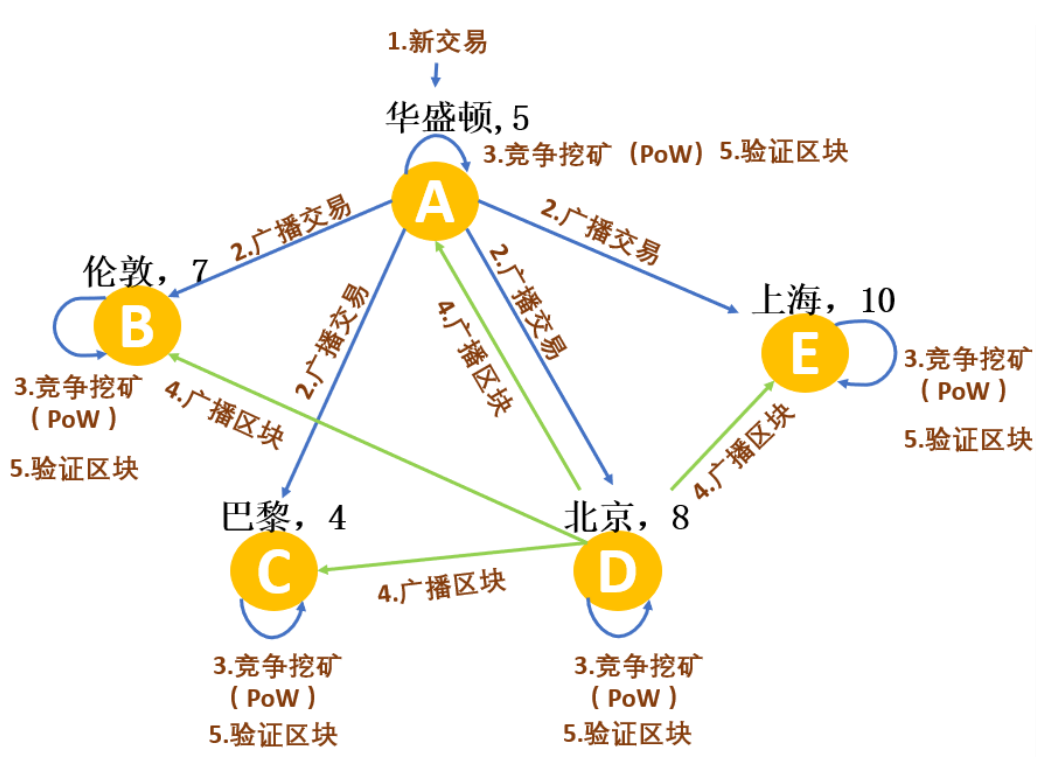 1.新交易
华盛顿,5
3.竞争挖矿（PoW）
5.验证区块
A
2.广播交易
2.广播交易
2.广播交易
2.广播交易
伦敦，7
B
3.竞争挖矿
（PoW）
5.验证区块
4.广播区块
4.广播区块
上海，10
E
3.竞争挖矿
（PoW）
5.验证区块
4.广播区块
巴黎，4
C
3.竞争挖矿
（PoW）
5.验证区块
4.广播区块
北京，8
D
3.竞争挖矿
（PoW）
5.验证区块